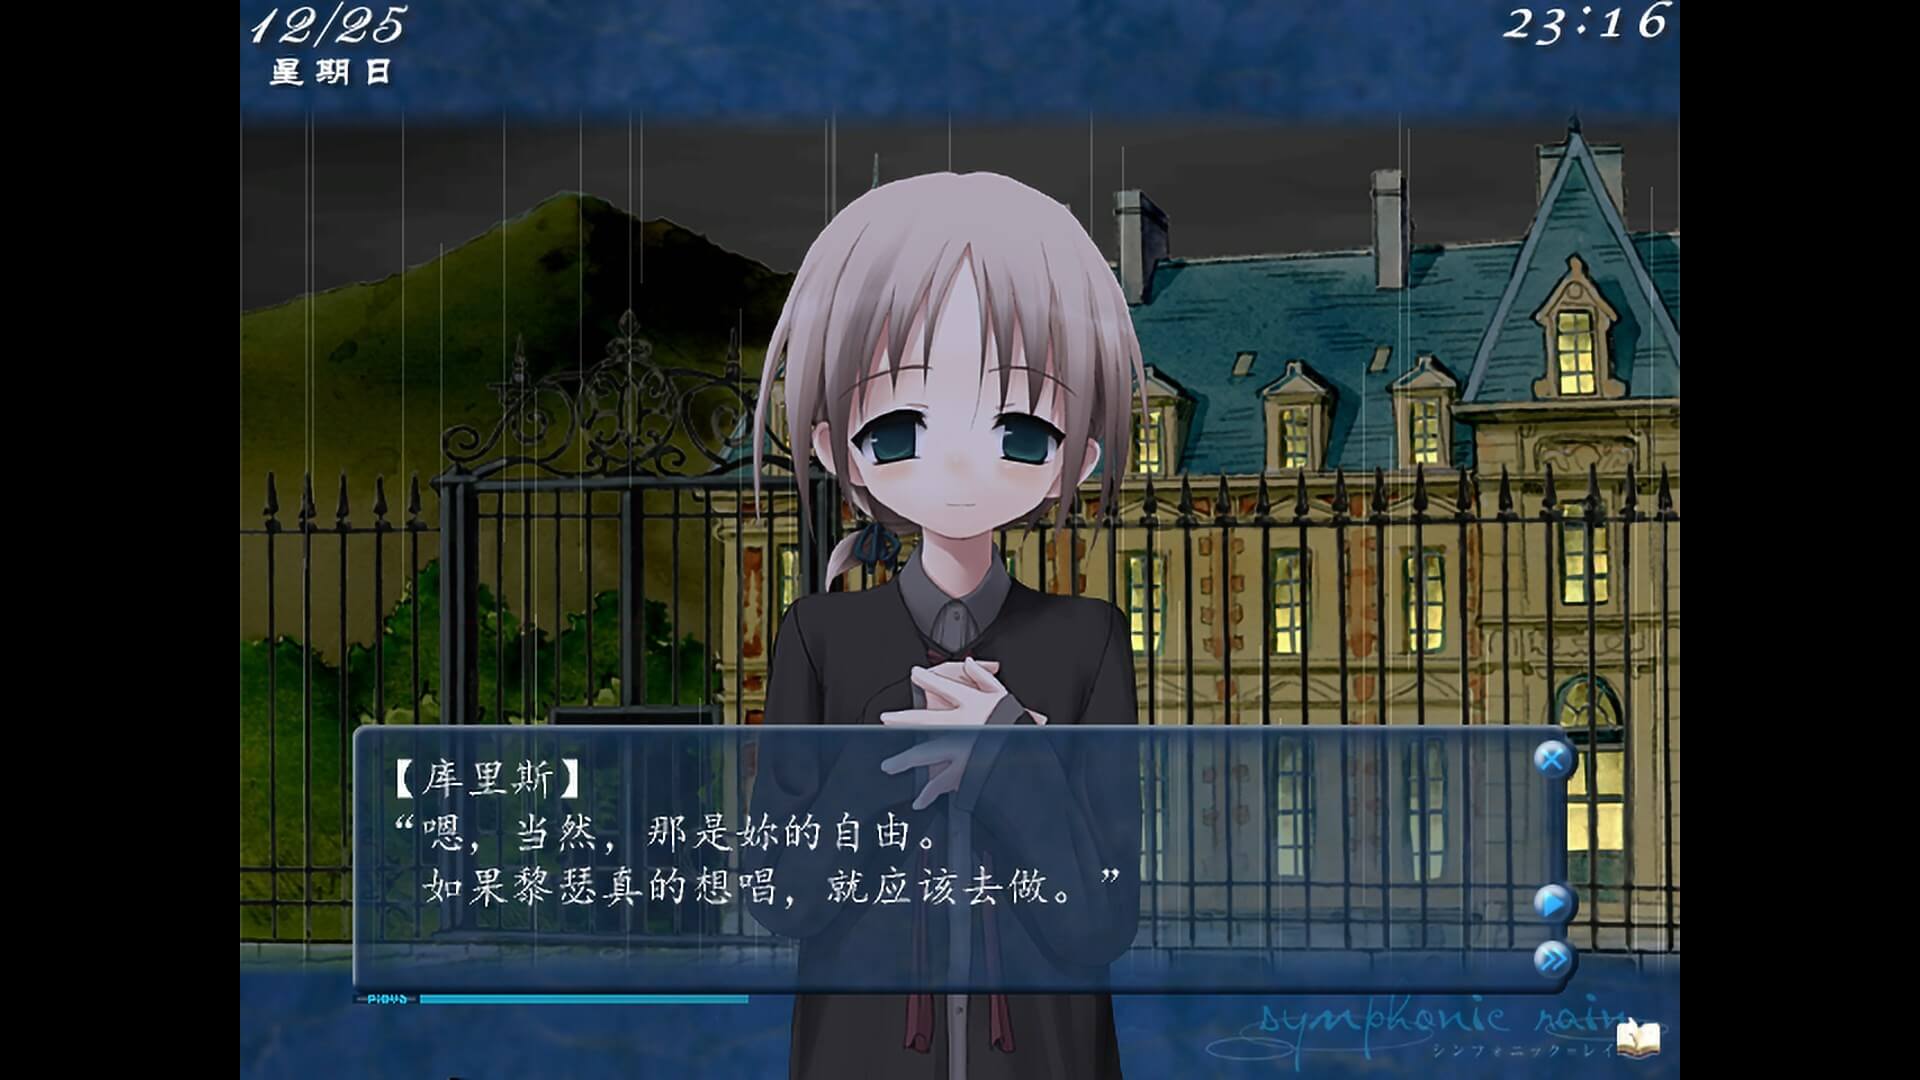 12/25
23:16
星期日
【库里斯】
“嗯，当然，那是妳的自由。
如果黎瑟真的想唱，就应该去做。”
PIOVS
symphonic rain
シンフォニック＝レイ